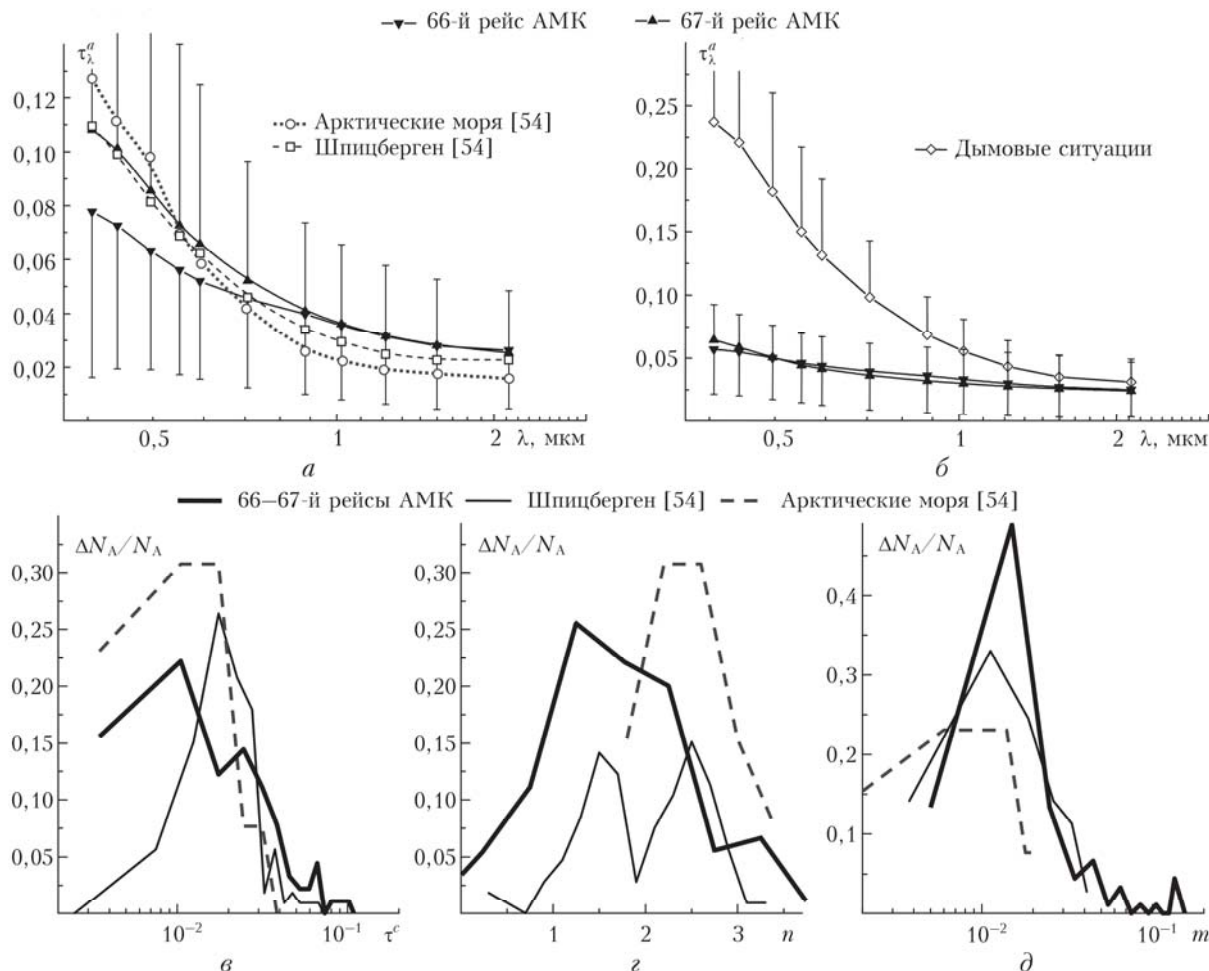 66-й рейс АМК 67-й рейс АМК
τ^a_λ
0,12
0,10
0,08
0,06
0,04
0,02
Арктические моря [54]
Шпицберген [54]
0,5 1 2 λ, мкм
а
τ^a_λ
0,25
0,20
0,15
0,10
0,05
Дымовые ситуации
0,5 1 2 λ, мкм
б
66–67-й рейсы АМК Шпицберген [54] Арктические моря [54]
ΔN_A/N_A
0,30
0,25
0,20
0,15
0,10
0,05
10^-2 10^-1 τ^c
в
ΔN_A/N_A
0,30
0,25
0,20
0,15
0,10
0,05
1 2 3 n
г
ΔN_A/N_A
0,4
0,3
0,2
0,1
10^-2 10^-1 m
д